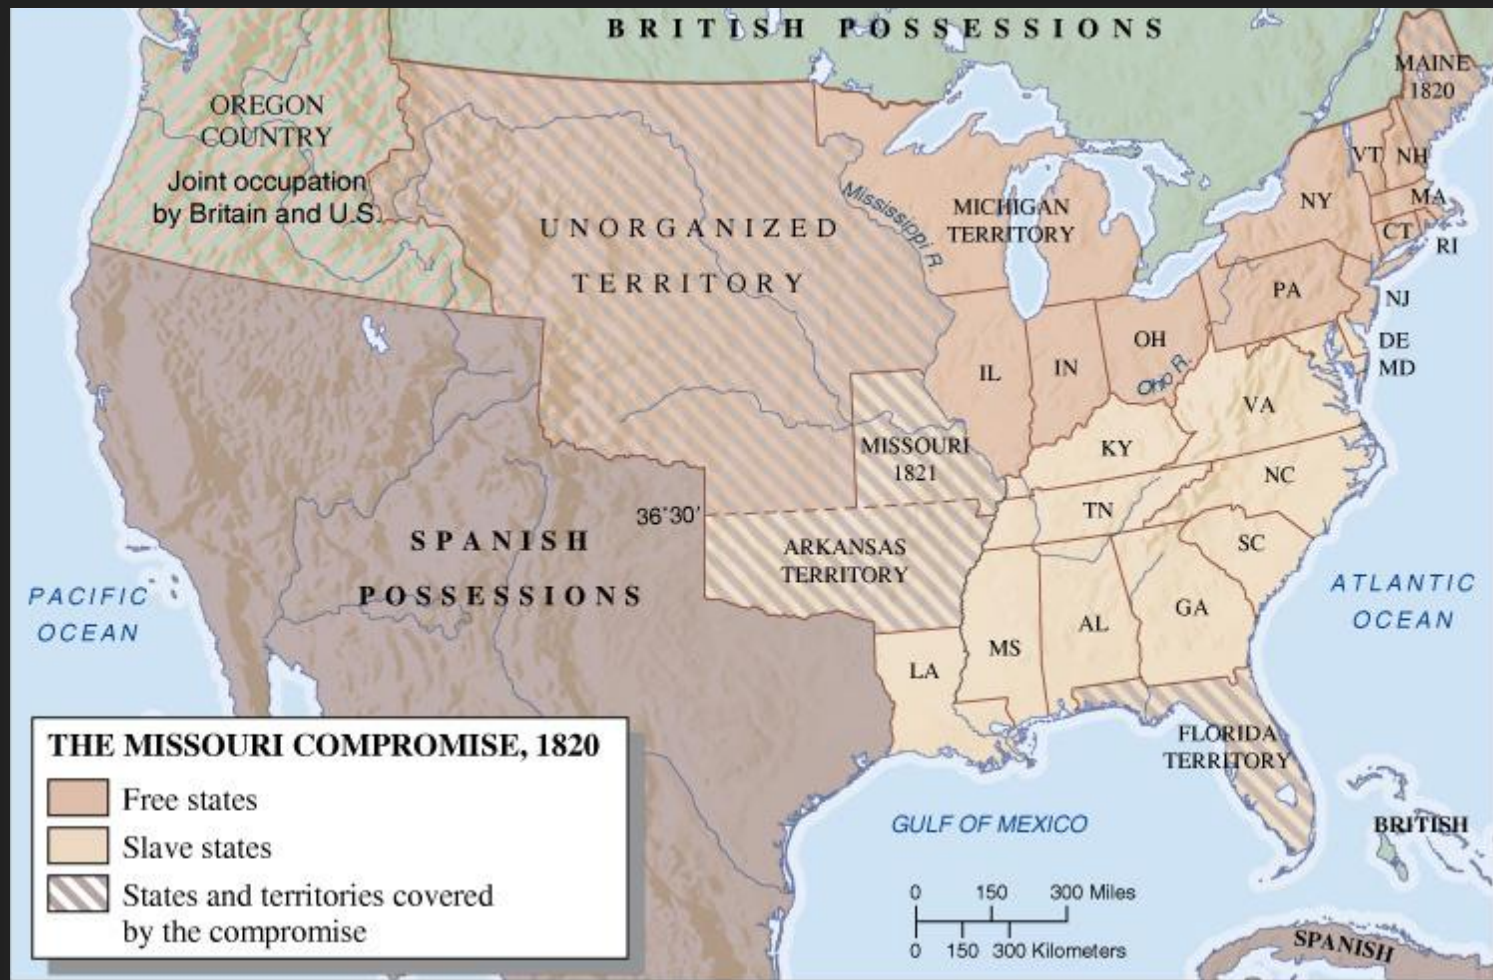 BRITISH POSSESSIONS
MAINE
1820
OREGON
COUNTRY
Joint occupation
by Britain and U.S.
UNORGANIZED
TERRITORY
Mississippi R.
MICHIGAN
TERRITORY
VT
NH
NY
MA
CT
RI
PA
NJ
OH
DE
MD
IL
IN
Ohio R.
VA
MISSOURI
1821
KY
NC
TN
36°30'
SPANISH
POSSESSIONS
ARKANSAS
TERRITORY
SC
PACIFIC
OCEAN
ATLANTIC
OCEAN
MS
AL
GA
LA
FLORIDA
TERRITORY
THE MISSOURI COMPROMISE, 1820
Free states
Slave states
States and territories covered
by the compromise
GULF OF MEXICO
BRITISH
0 150 300 Miles
0 150 300 Kilometers
SPANISH